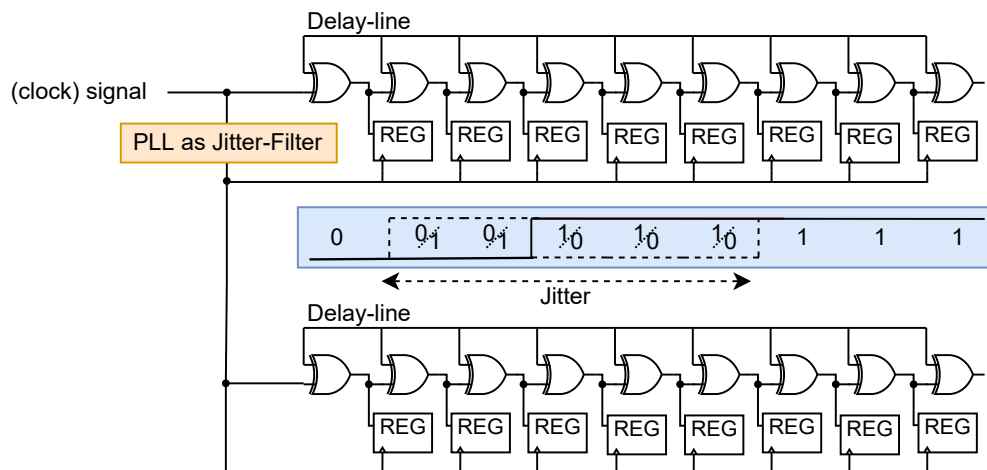 Delay-line
(clock) signal
REG REG REG REG REG REG REG REG
PLL as Jitter-Filter
0 0/1 0/1 1/0 1/0 1/0 1 1 1
Jitter
Delay-line
REG REG REG REG REG REG REG REG